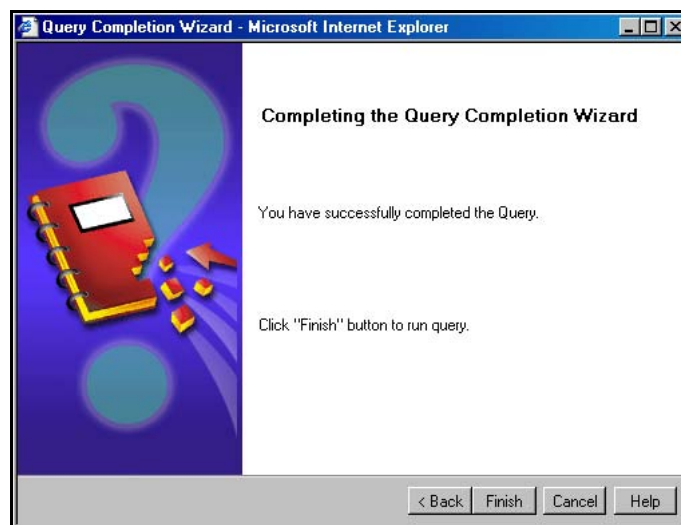 Query Completion Wizard - Microsoft Internet Explorer
Completing the Query Completion Wizard
You have successfully completed the Query.
Click "Finish" button to run query.
< Back Finish Cancel Help